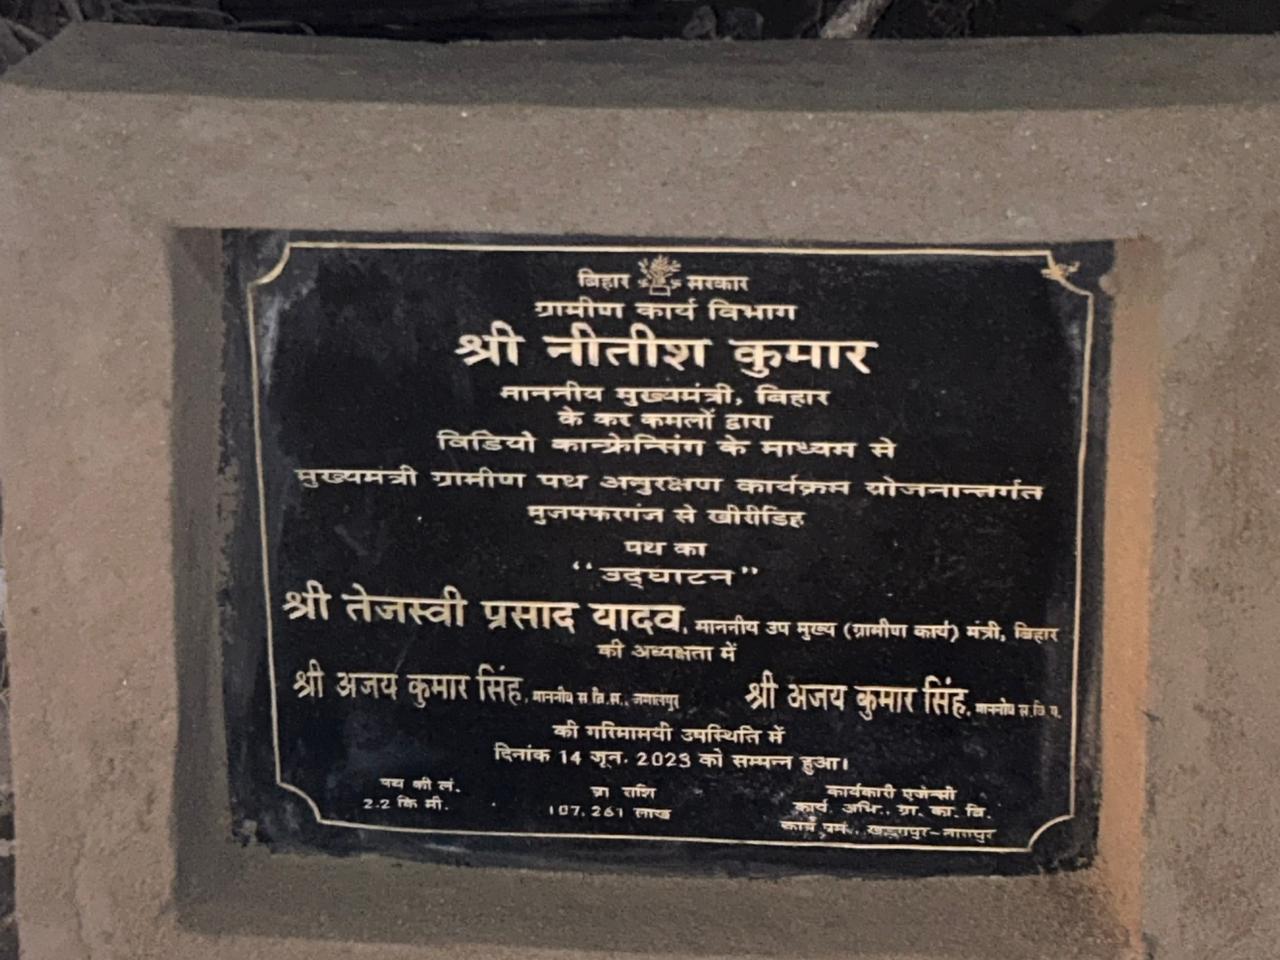 बिहार सरकार
ग्रामीण कार्य विभाग
श्री नीतीश कुमार
माननीय मुख्यमंत्री, बिहार
के कर कमलों द्वारा
विडियो कान्फ्रेन्सिंग के माध्यम से
मुख्यमंत्री ग्रामीण पथ अनुरक्षण कार्यक्रम योजनान्तर्गत
मुजफ्फरगंज से खीरीडिह
पथ का
“उद्घाटन”
श्री तेजस्वी प्रसाद यादव, माननीय उप मुख्य (ग्रामीण कार्य) मंत्री, बिहार
की अध्यक्षता में
श्री अजय कुमार सिंह, माननीय स.वि.स., जमालपुर श्री अजय कुमार सिंह, माननीय स.वि.प.
की गरिमामयी उपस्थिति में
दिनांक 14 जून, 2023 को सम्पन्न हुआ।
पथ की लं. प्रा राशि कार्यकारी एजेन्सी
2.2 कि मी. 107.261 लाख कार्य. अभि., ग्रा. का. वि.
कार्य प्रमं., खड़गपुर-तारापुर